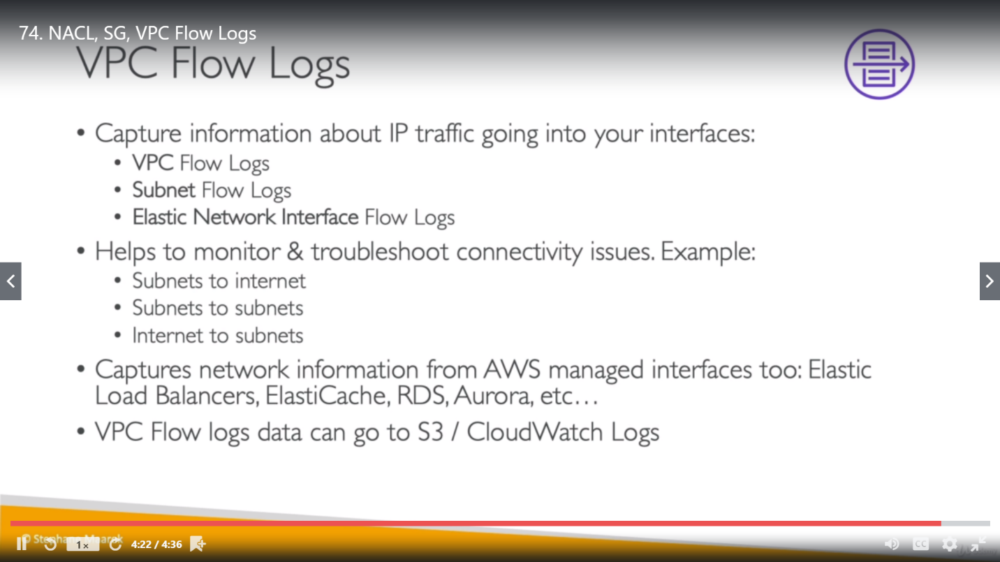 74. NACL, SG, VPC Flow Logs
VPC Flow Logs
• Capture information about IP traffic going into your interfaces:
• VPC Flow Logs
• Subnet Flow Logs
• Elastic Network Interface Flow Logs
• Helps to monitor & troubleshoot connectivity issues. Example:
• Subnets to internet
• Subnets to subnets
• Internet to subnets
• Captures network information from AWS managed interfaces too: Elastic
Load Balancers, ElastiCache, RDS, Aurora, etc…
• VPC Flow logs data can go to S3 / CloudWatch Logs
© Stephane Maarek
1x
4:22 / 4:36
CC